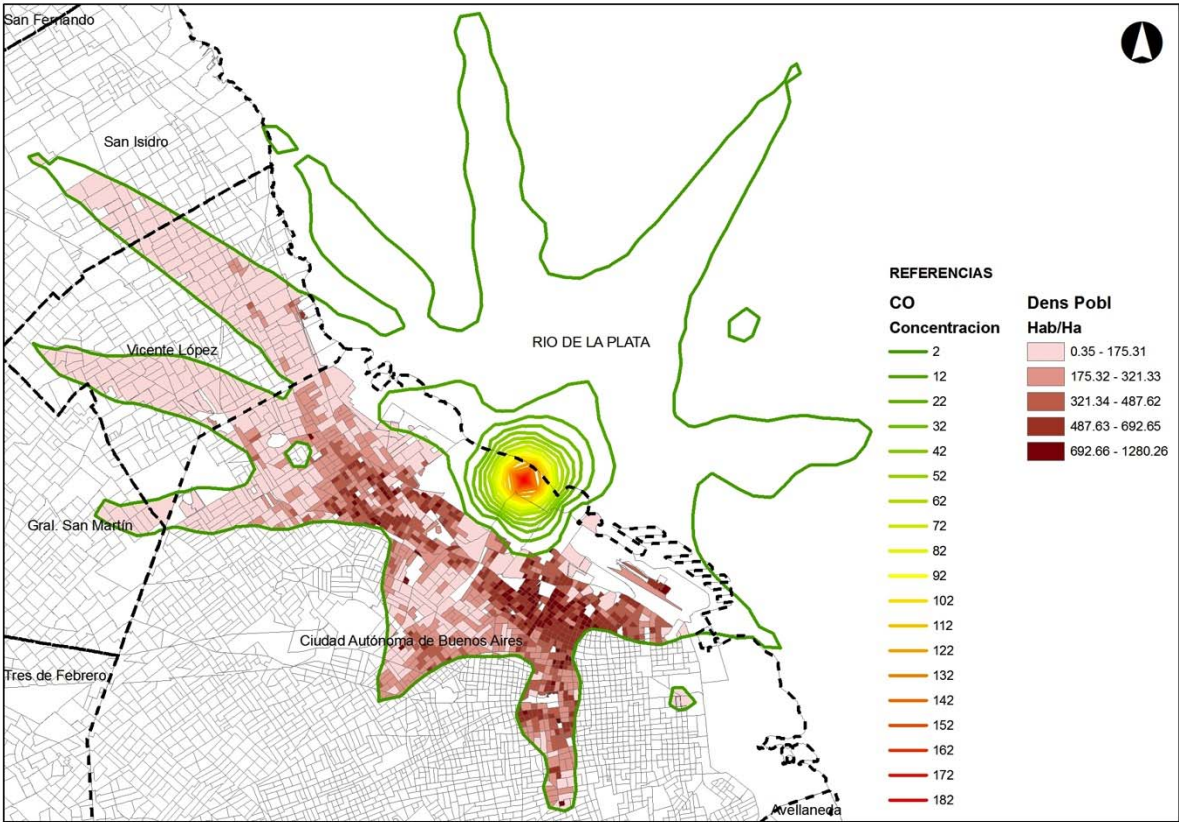 San Fernando
San Isidro
Vicente López
RIO DE LA PLATA
Gral. San Martín
Ciudad Autónoma de Buenos Aires
Tres de Febrero
Avellaneda
REFERENCIAS
CO
Concentracion
2
12
22
32
42
52
62
72
82
92
102
112
122
132
142
152
162
172
182
Dens Pobl
Hab/Ha
0.35 - 175.31
175.32 - 321.33
321.34 - 487.62
487.63 - 692.65
692.66 - 1280.26